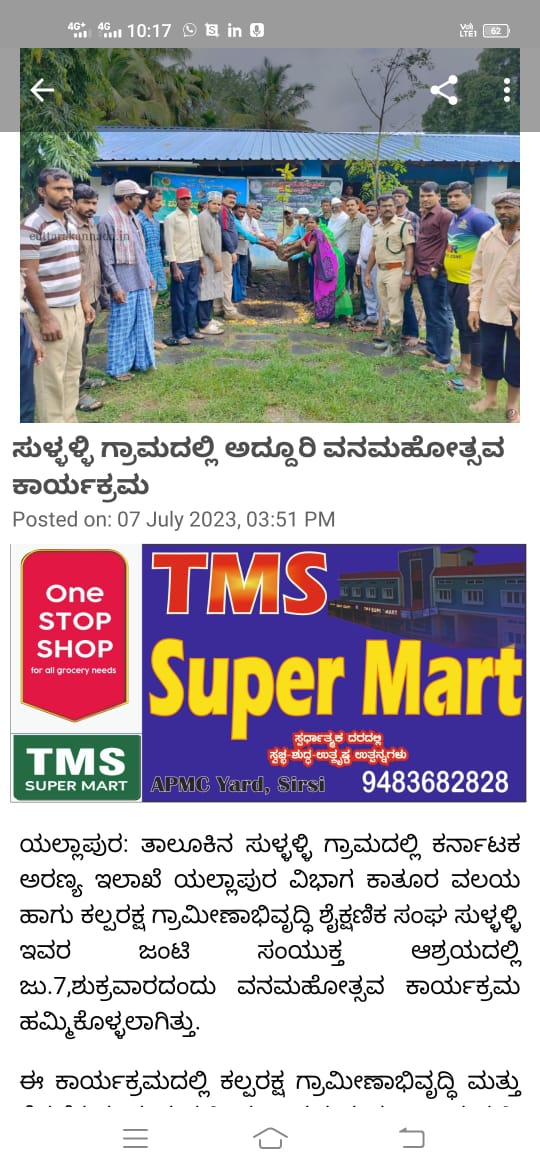 4G+ 4G 10:17 VoLTE1 62
euttarakannada.in
ಸುಳ್ಳಳ್ಳಿ ಗ್ರಾಮದಲ್ಲಿ ಅದ್ದೂರಿ ವನಮಹೋತ್ಸವ
ಕಾರ್ಯಕ್ರಮ
Posted on: 07 July 2023, 03:51 PM
One
STOP
SHOP
for all grocery needs
TMS
SUPER MART
TMS
Super Mart
ಸ್ಪರ್ಧಾತ್ಮಕ ದರದಲ್ಲಿ
ಸ್ವಚ್ಛ-ಶುದ್ಧ-ಉತ್ಕೃಷ್ಟ ಉತ್ಪನ್ನಗಳು
APMC Yard, Sirsi 9483682828
ಯಲ್ಲಾಪುರ: ತಾಲೂಕಿನ ಸುಳ್ಳಳ್ಳಿ ಗ್ರಾಮದಲ್ಲಿ ಕರ್ನಾಟಕ
ಅರಣ್ಯ ಇಲಾಖೆ ಯಲ್ಲಾಪುರ ವಿಭಾಗ ಕಾತೂರ ವಲಯ
ಹಾಗು ಕಲ್ಪರಕ್ಷ ಗ್ರಾಮೀಣಾಭಿವೃದ್ಧಿ ಶೈಕ್ಷಣಿಕ ಸಂಘ ಸುಳ್ಳಳ್ಳಿ
ಇವರ ಜಂಟಿ ಸಂಯುಕ್ತ ಆಶ್ರಯದಲ್ಲಿ
ಜು.7,ಶುಕ್ರವಾರದಂದು ವನಮಹೋತ್ಸವ ಕಾರ್ಯಕ್ರಮ
ಹಮ್ಮಿಕೊಳ್ಳಲಾಗಿತ್ತು.
ಈ ಕಾರ್ಯಕ್ರಮದಲ್ಲಿ ಕಲ್ಪರಕ್ಷ ಗ್ರಾಮೀಣಾಭಿವೃದ್ಧಿ ಮತ್ತು